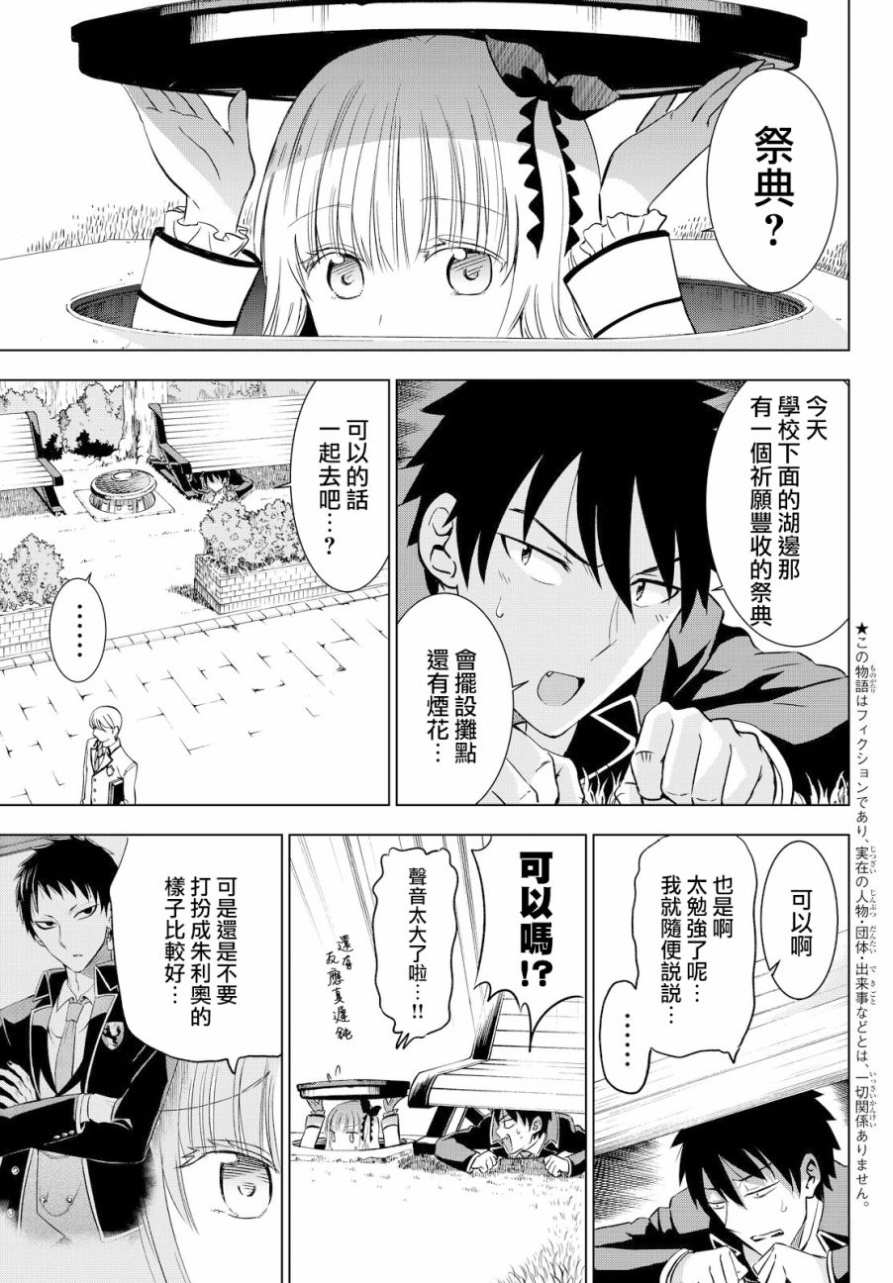 祭典？
今天
學校下面的湖邊那
有一個祈願豐收的祭典
會擺設攤點
還有煙花…
可以的話
一起去吧…？
……
可以啊
也是啊
太勉強了呢…
我就隨便説説…
……
可以嗎!?
聲音太大了啦…!!
還有
反應真遲鈍
可是還是不要
打扮成朱利奧的
樣子比較好…
★この物語はフィクションであり、実在の人物・団体・出来事などとは、一切関係ありません。